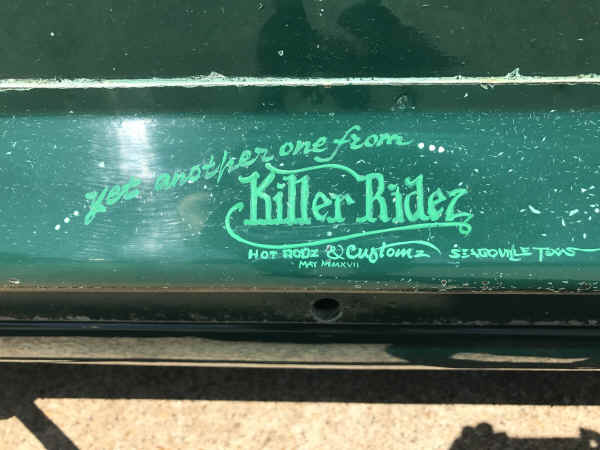 ...yet another one from...
Killer Ridez
Hot Rodz & Customz Seagoville Texas
May MMXVII